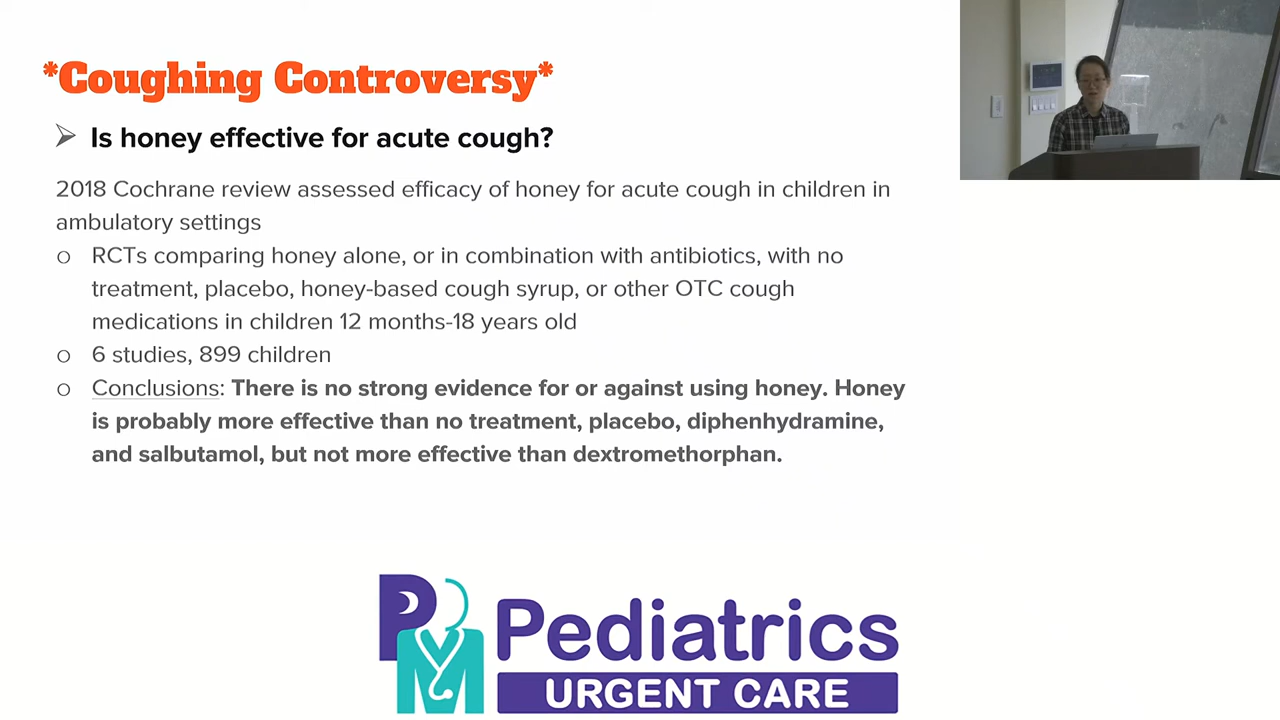 *Coughing Controversy*
Is honey effective for acute cough?
2018 Cochrane review assessed efficacy of honey for acute cough in children in
ambulatory settings
RCTs comparing honey alone, or in combination with antibiotics, with no
treatment, placebo, honey-based cough syrup, or other OTC cough
medications in children 12 months-18 years old
6 studies, 899 children
Conclusions: There is no strong evidence for or against using honey. Honey
is probably more effective than no treatment, placebo, diphenhydramine,
and salbutamol, but not more effective than dextromethorphan.
PM Pediatrics
URGENT CARE